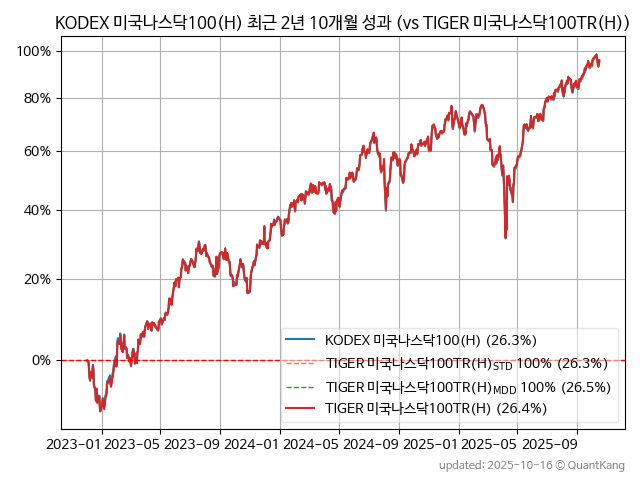 KODEX 미국나스닥100(H) 최근 2년 10개월 성과 (vs TIGER 미국나스닥100TR(H))
100%
80%
60%
40%
20%
0%
KODEX 미국나스닥100(H) (26.3%)
TIGER 미국나스닥100TR(H)STD 100% (26.3%)
TIGER 미국나스닥100TR(H)MDD 100% (26.5%)
TIGER 미국나스닥100TR(H) (26.4%)
2023-01 2023-05 2023-09 2024-01 2024-05 2024-09 2025-01 2025-05 2025-09
updated: 2025-10-16 © QuantKang